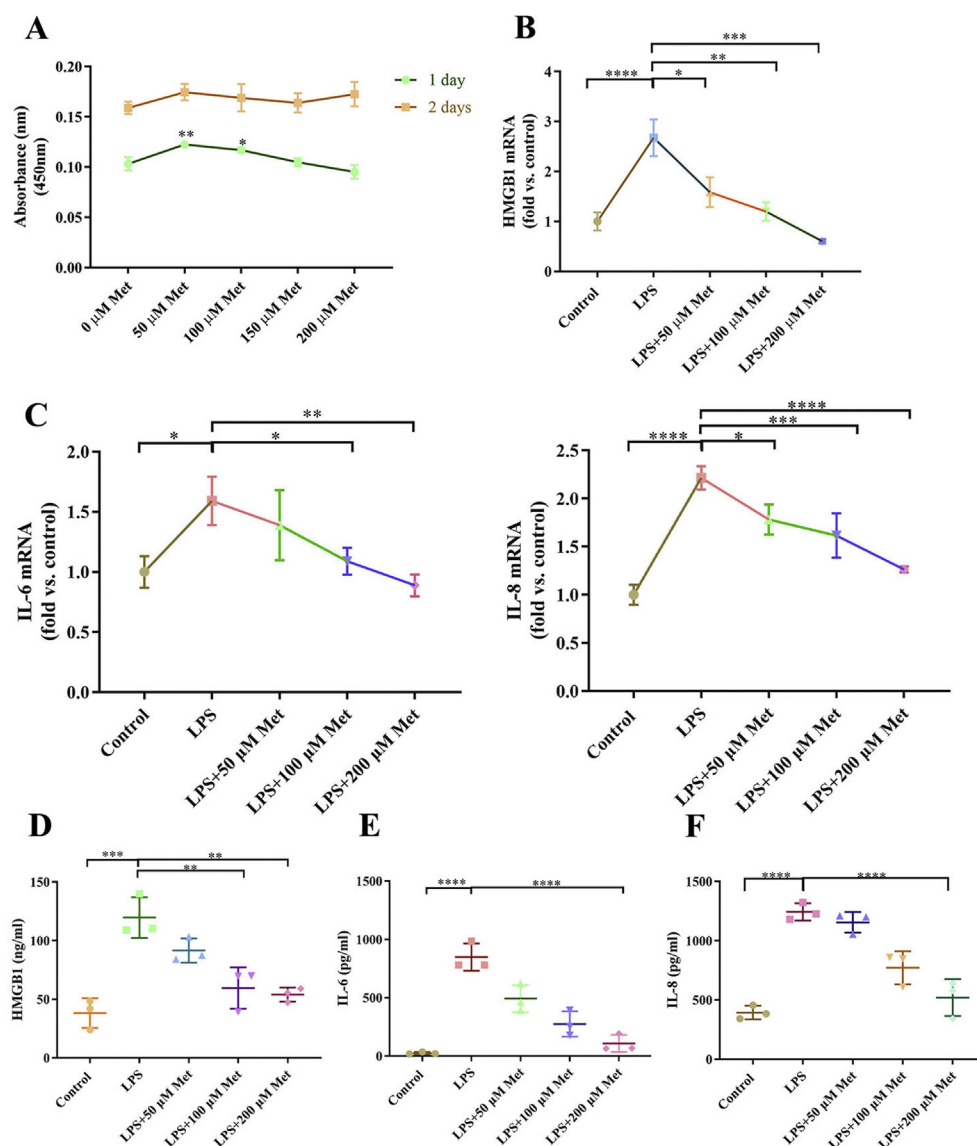 A
0.20
0.15
0.10
0.05
0.00
Absorbance (nm)
(450nm)
**
*
1 day
2 days
0 µM Met
50 µM Met
100 µM Met
150 µM Met
200 µM Met
B
***
**
****
*
4
3
2
1
0
HMGB1 mRNA
(fold vs. control)
Control
LPS
LPS+50 µM Met
LPS+100 µM Met
LPS+200 µM Met
C
**
*
*
2.0
1.5
1.0
0.5
0.0
IL-6 mRNA
(fold vs. control)
Control
LPS
LPS+50 µM Met
LPS+100 µM Met
LPS+200 µM Met
****
***
****
*
2.5
2.0
1.5
1.0
0.5
0.0
IL-8 mRNA
(fold vs. control)
Control
LPS
LPS+50 µM Met
LPS+100 µM Met
LPS+200 µM Met
D
***
**
**
150
100
50
0
HMGB1 (ng/ml)
Control
LPS
LPS+50 µM Met
LPS+100 µM Met
LPS+200 µM Met
E
****
****
1500
1000
500
0
IL-6 (pg/ml)
Control
LPS
LPS+50 µM Met
LPS+100 µM Met
LPS+200 µM Met
F
****
****
1500
1000
500
0
IL-8 (pg/ml)
Control
LPS
LPS+50 µM Met
LPS+100 µM Met
LPS+200 µM Met